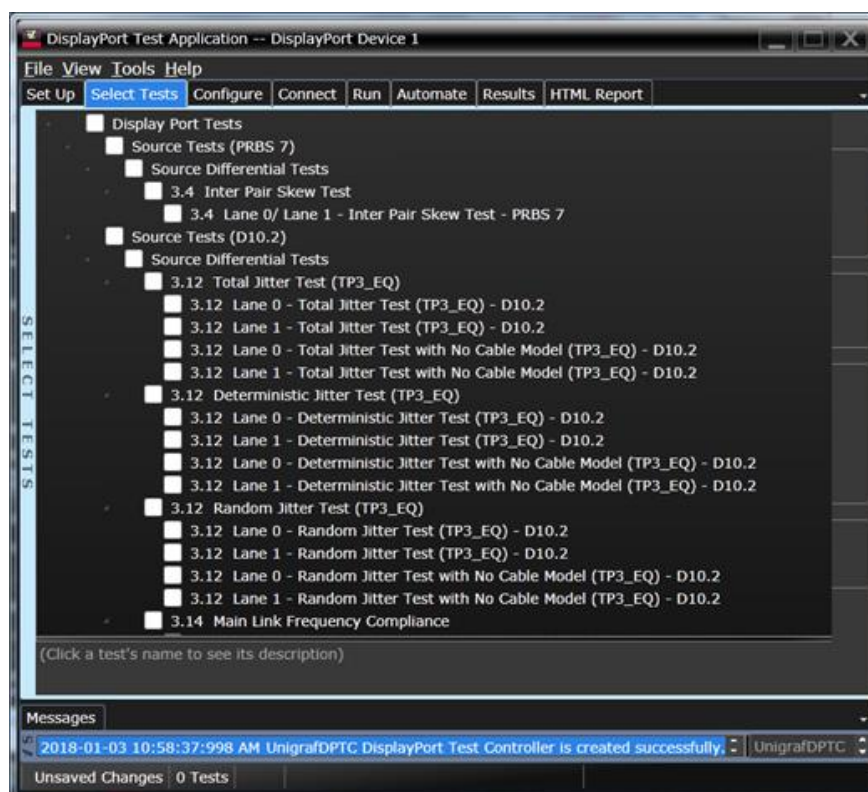 DisplayPort Test Application -- DisplayPort Device 1
File View Tools Help
Set Up Select Tests Configure Connect Run Automate Results HTML Report
Display Port Tests
Source Tests (PRBS 7)
Source Differential Tests
3.4 Inter Pair Skew Test
3.4 Lane 0/ Lane 1 - Inter Pair Skew Test - PRBS 7
Source Tests (D10.2)
Source Differential Tests
3.12 Total Jitter Test (TP3_EQ)
3.12 Lane 0 - Total Jitter Test (TP3_EQ) - D10.2
3.12 Lane 1 - Total Jitter Test (TP3_EQ) - D10.2
3.12 Lane 0 - Total Jitter Test with No Cable Model (TP3_EQ) - D10.2
3.12 Lane 1 - Total Jitter Test with No Cable Model (TP3_EQ) - D10.2
3.12 Deterministic Jitter Test (TP3_EQ)
3.12 Lane 0 - Deterministic Jitter Test (TP3_EQ) - D10.2
3.12 Lane 1 - Deterministic Jitter Test (TP3_EQ) - D10.2
3.12 Lane 0 - Deterministic Jitter Test with No Cable Model (TP3_EQ) - D10.2
3.12 Lane 1 - Deterministic Jitter Test with No Cable Model (TP3_EQ) - D10.2
3.12 Random Jitter Test (TP3_EQ)
3.12 Lane 0 - Random Jitter Test (TP3_EQ) - D10.2
3.12 Lane 1 - Random Jitter Test (TP3_EQ) - D10.2
3.12 Lane 0 - Random Jitter Test with No Cable Model (TP3_EQ) - D10.2
3.12 Lane 1 - Random Jitter Test with No Cable Model (TP3_EQ) - D10.2
3.14 Main Link Frequency Compliance
SELECT TESTS
(Click a test's name to see its description)
Messages
2018-01-03 10:58:37:998 AM UnigrafDPTC DisplayPort Test Controller is created successfully. UnigrafDPTC
Unsaved Changes 0 Tests